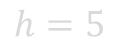 h = 5